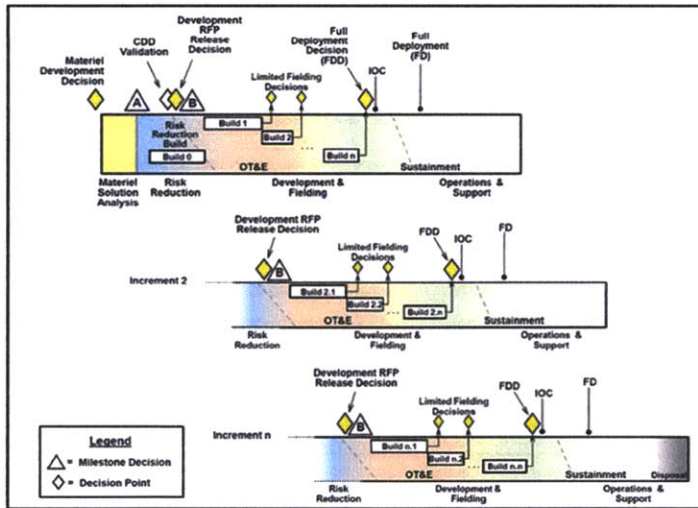 Materiel
Development
Decision
CDD
Validation
Development
RFP
Release
Decision
A
B
Limited Fielding
Decisions
Full
Deployment
Decision
(FDD)
IOC
Full
Deployment
(FD)
Risk
Reduction
Build
Build 0
Build 1
Build 2
...
Build n
OT&E
Sustainment
Materiel
Solution
Analysis
Risk
Reduction
Development &
Fielding
Operations &
Support
Increment 2
Development RFP
Release Decision
B
Limited Fielding
Decisions
FDD
IOC
FD
Build 2.1
Build 2.2
...
Build 2.n
OT&E
Sustainment
Risk
Reduction
Development &
Fielding
Operations &
Support
Increment n
Development RFP
Release Decision
B
Limited Fielding
Decisions
FDD
IOC
FD
Build n.1
Build n.2
...
Build n.n
OT&E
Sustainment
Disposal
Risk
Reduction
Development &
Fielding
Operations &
Support
Legend
= Milestone Decision
= Decision Point